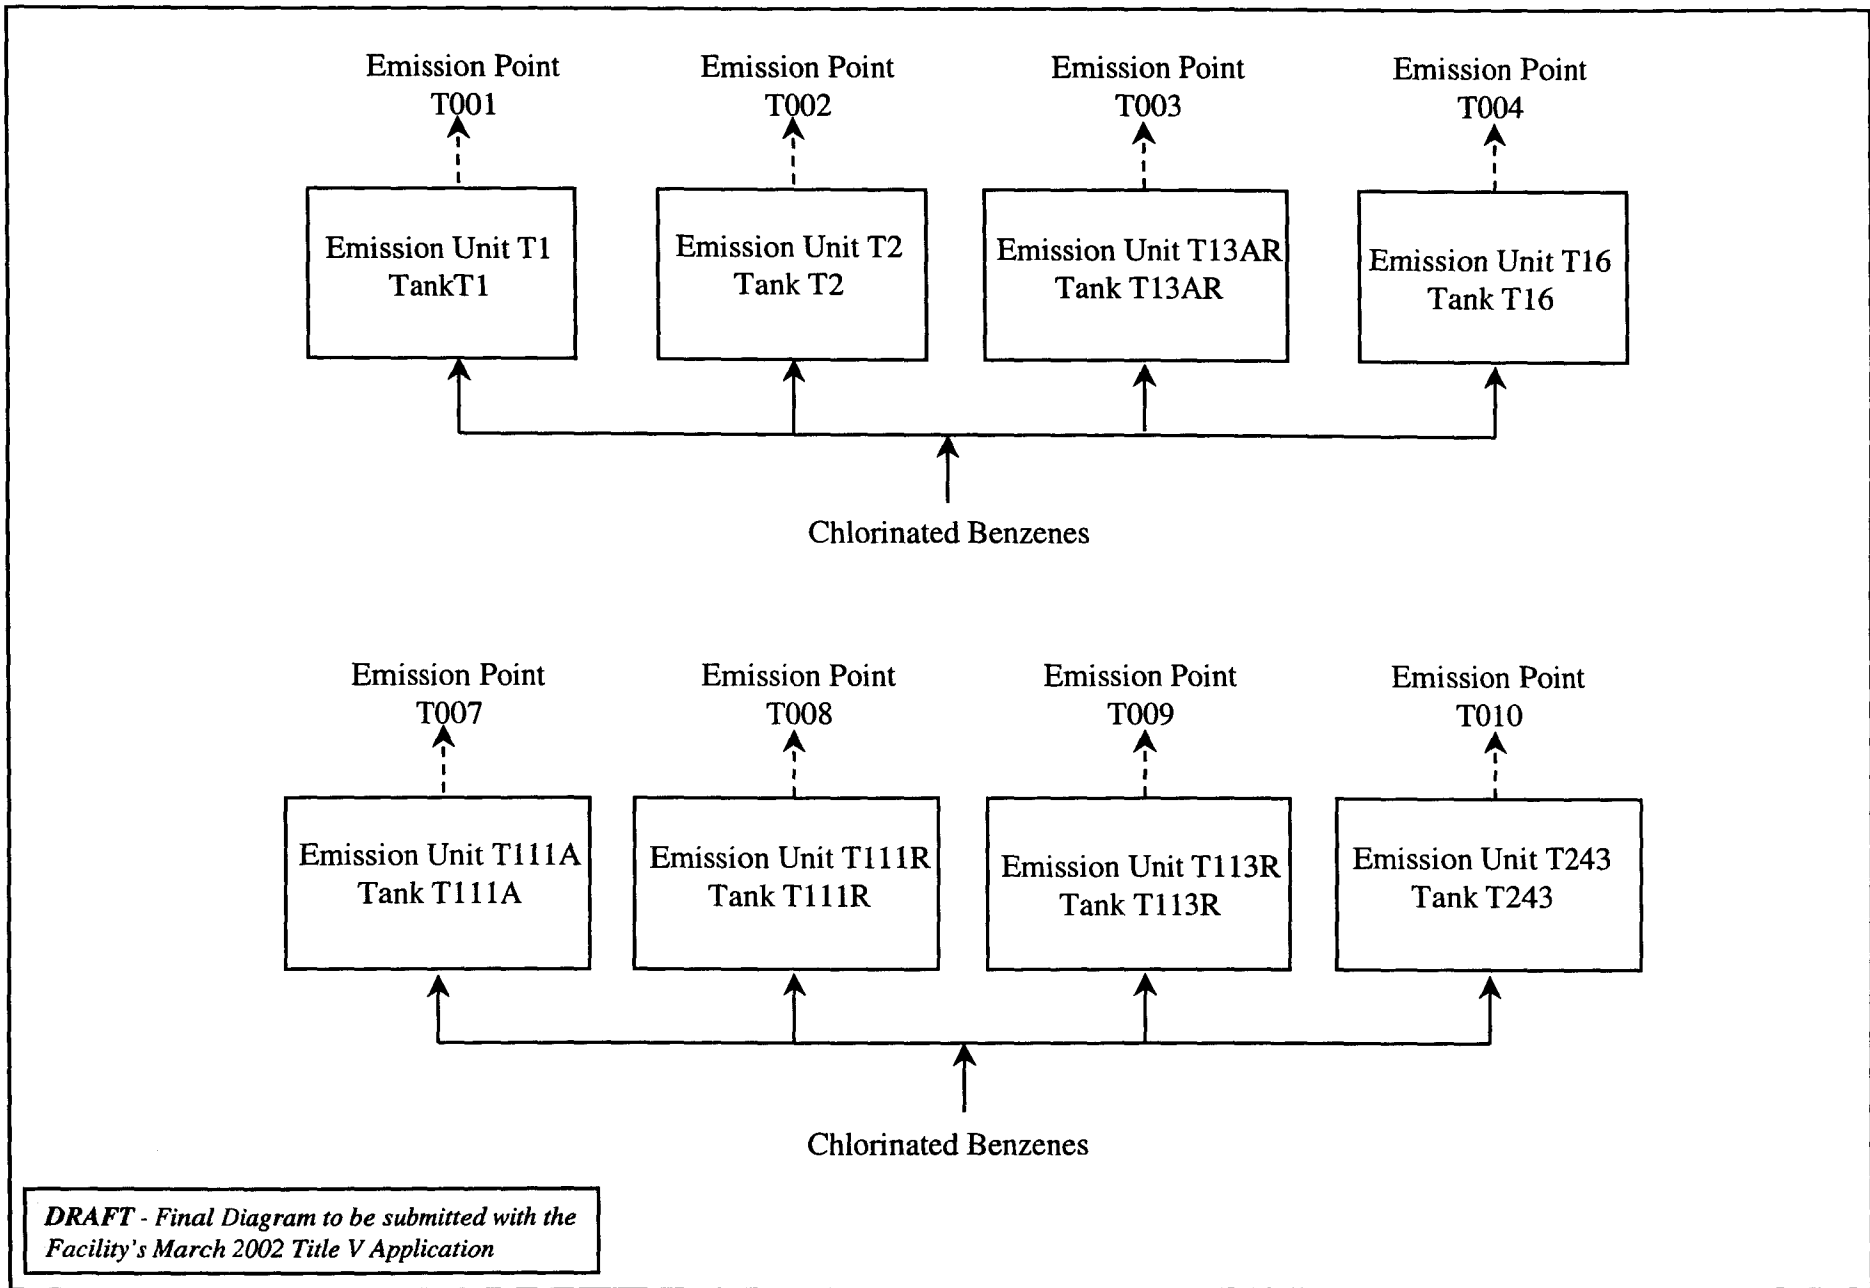 Emission Point
T001
Emission Point
T002
Emission Point
T003
Emission Point
T004
Emission Unit T1
TankT1
Emission Unit T2
Tank T2
Emission Unit T13AR
Tank T13AR
Emission Unit T16
Tank T16
Chlorinated Benzenes
Emission Point
T007
Emission Point
T008
Emission Point
T009
Emission Point
T010
Emission Unit T111A
Tank T111A
Emission Unit T111R
Tank T111R
Emission Unit T113R
Tank T113R
Emission Unit T243
Tank T243
Chlorinated Benzenes
DRAFT - Final Diagram to be submitted with the
Facility's March 2002 Title V Application